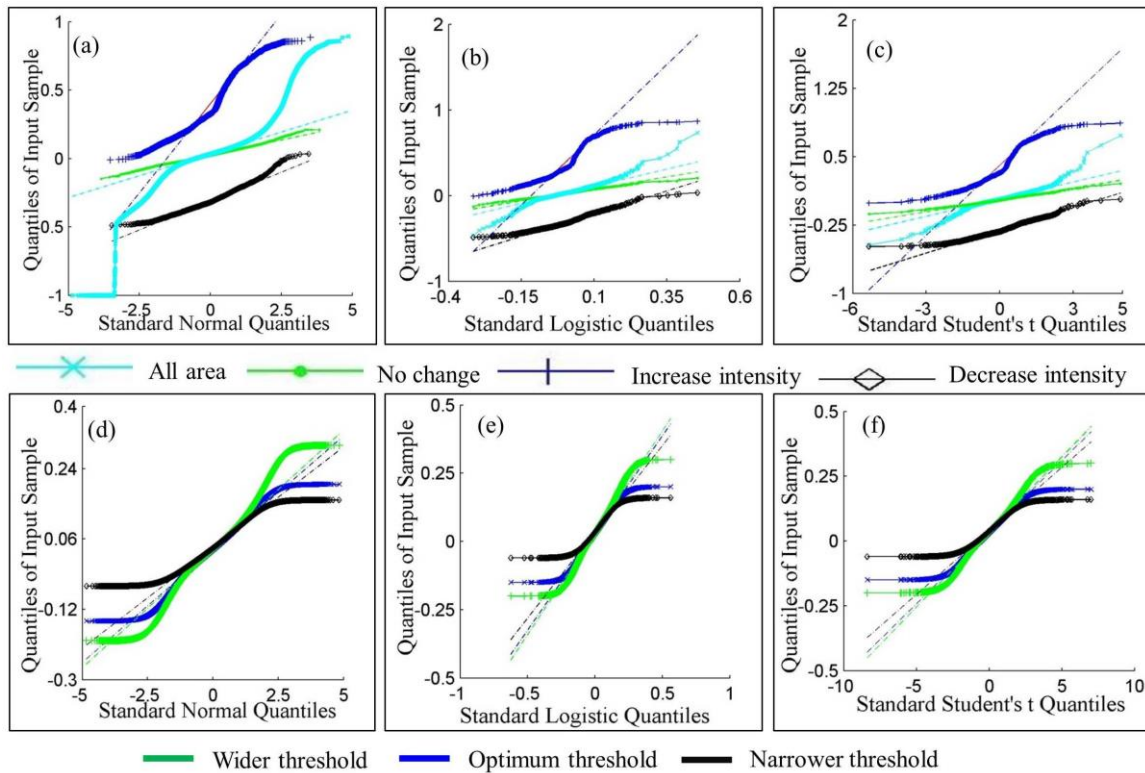 (a)
Quantiles of Input Sample
1
0.5
0
-0.5
-1
-5
-2.5
0
2.5
5
Standard Normal Quantiles
(b)
Quantiles of Input Sample
2
1
0
-1
2
-0.4
-0.15
0.1
0.35
0.6
Standard Logistic Quantiles
(c)
Quantiles of Input Sample
2
1.25
0.5
-0.25
-1
-6
-3
0
3
5
Standard Student's t Quantiles
All area
No change
Increase intensity
Decrease intensity
(d)
Quantiles of Input Sample
0.4
0.24
0.06
-0.12
-0.3
-5
-2.5
0
2.5
5
Standard Normal Quantiles
(e)
Quantiles of Input Sample
0.5
0.25
0
-0.25
-0.5
-1
-0.5
0
0.5
1
Standard Logistic Quantiles
(f)
Quantiles of Input Sample
0.5
0.25
0
-0.25
-0.5
-10
-5
0
5
10
Standard Student's t Quantiles
Wider threshold
Optimum threshold
Narrower threshold